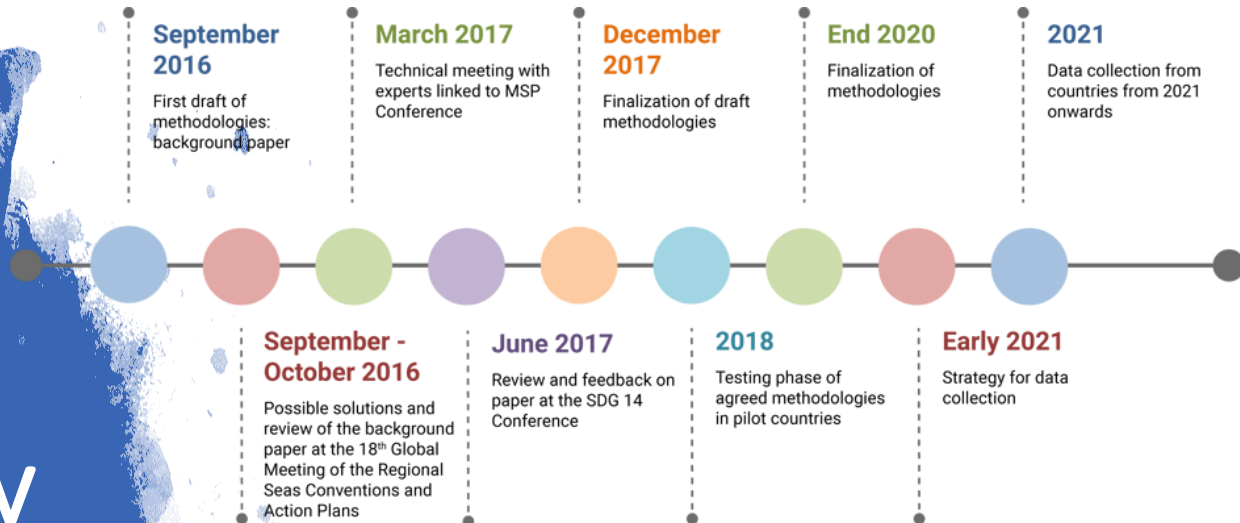 September
2016
First draft of
methodologies:
background paper
March 2017
Technical meeting with
experts linked to MSP
Conference
December
2017
Finalization of draft
methodologies
End 2020
Finalization of
methodologies
2021
Data collection from
countries from 2021
onwards
September -
October 2016
Possible solutions and
review of the background
paper at the 18th Global
Meeting of the Regional
Seas Conventions and
Action Plans
June 2017
Review and feedback on
paper at the SDG 14
Conference
2018
Testing phase of
agreed methodologies
in pilot countries
Early 2021
Strategy for data
collection